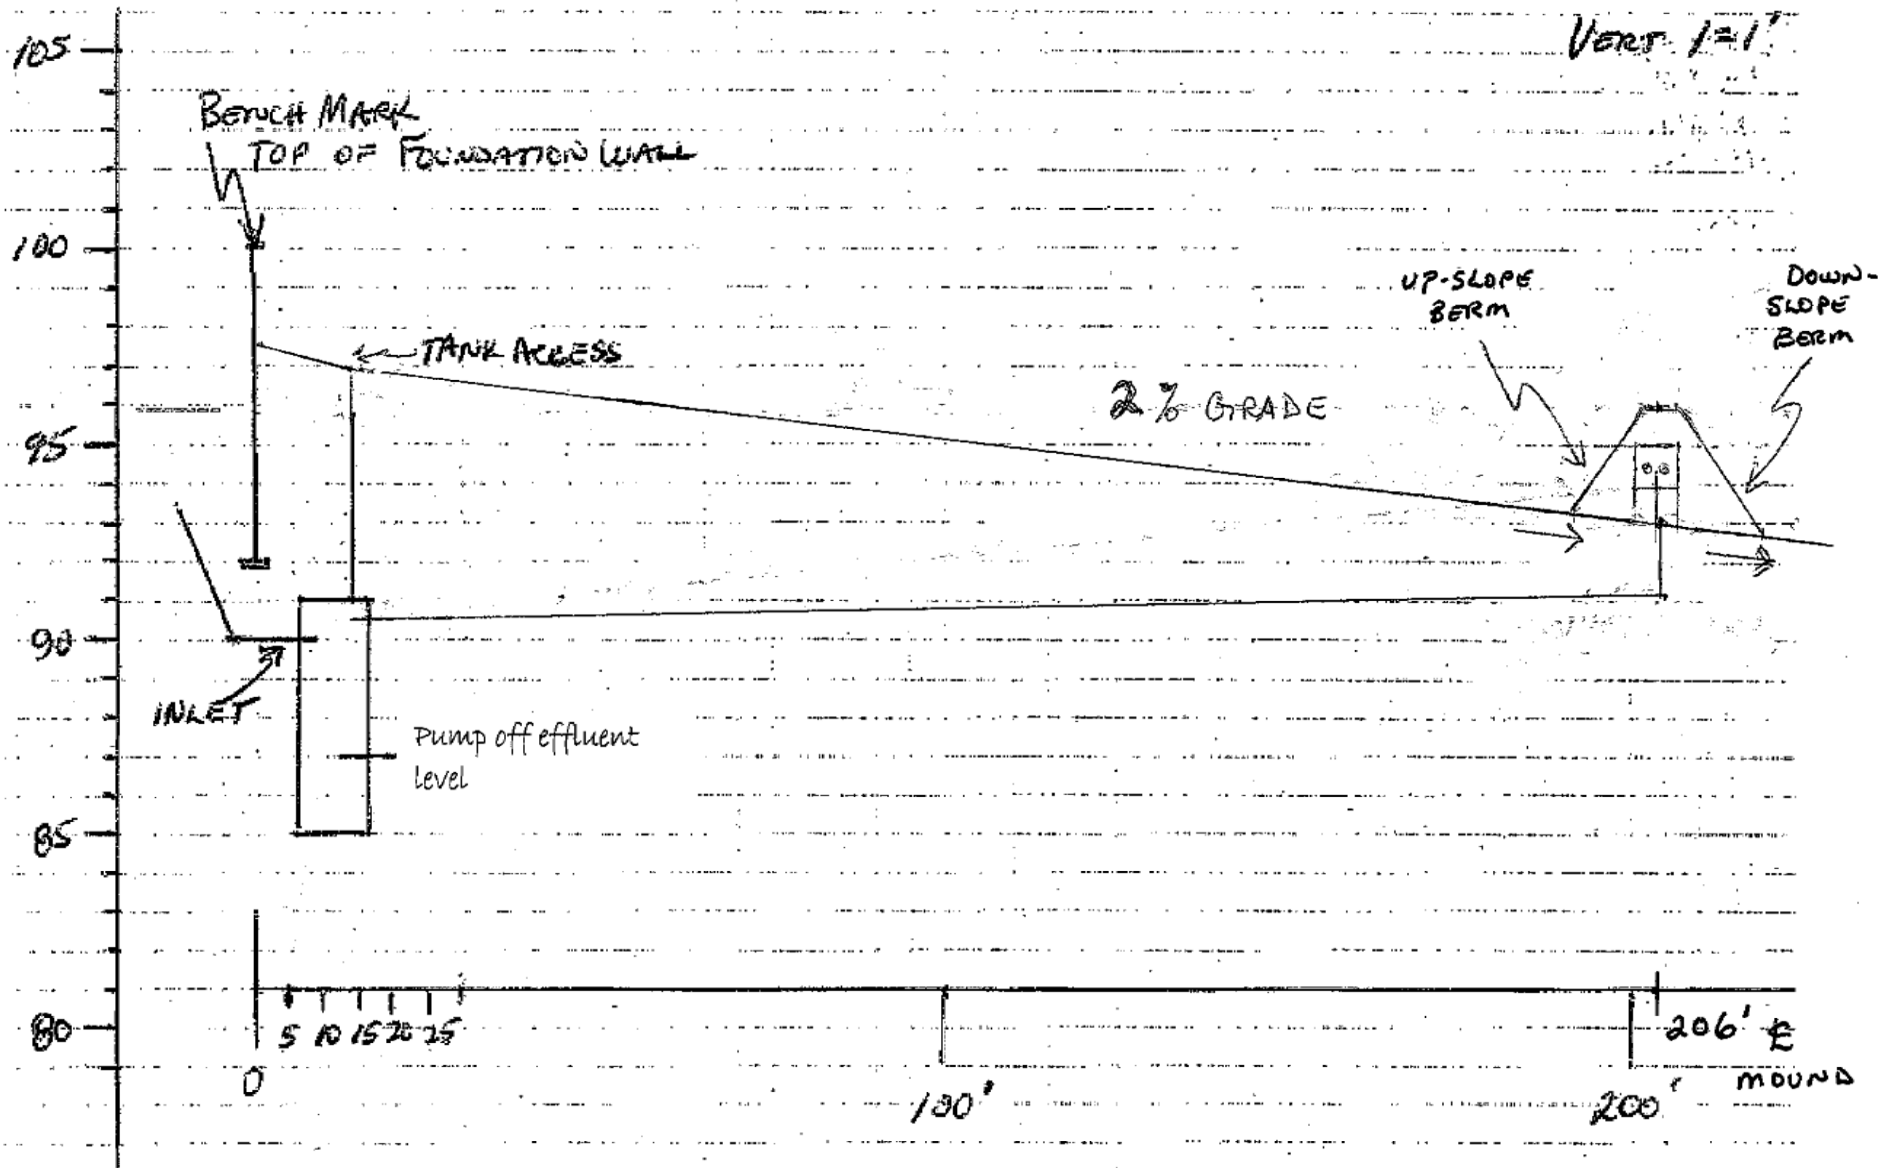 VERT 1=1'
105
BENCH MARK
TOP OF FOUNDATION WALL
100
UP-SLOPE
BERM
DOWN-
SLOPE
BERM
TANK ACCESS
2% GRADE
95
90
INLET
Pump off effluent
level
85
80
5 10 15 20 25
206' ℄
MOUND
0
100'
200'